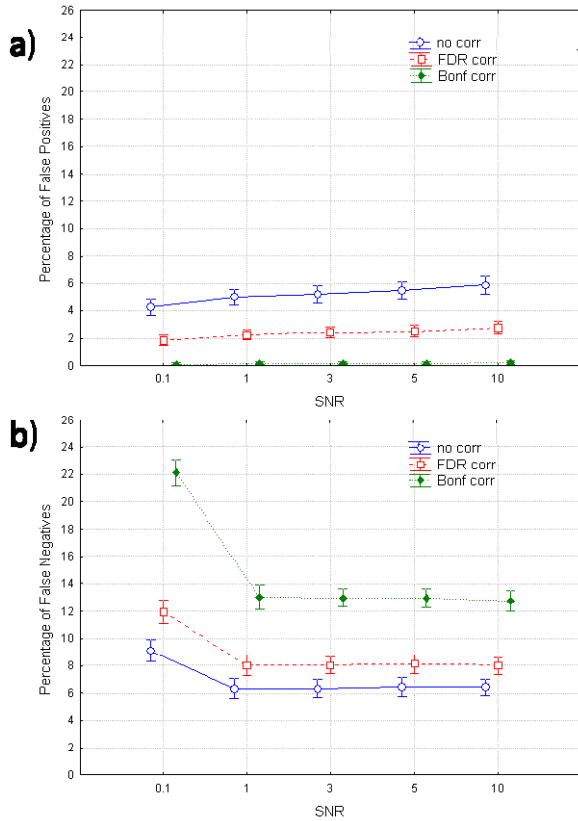 a)
Percentage of False Positives
26
24
22
20
18
16
14
12
10
8
6
4
2
0
no corr
FDR corr
Bonf corr
0.1 1 3 5 10
SNR
b)
Percentage of False Negatives
26
24
22
20
18
16
14
12
10
8
6
4
2
0
no corr
FDR corr
Bonf corr
0.1 1 3 5 10
SNR